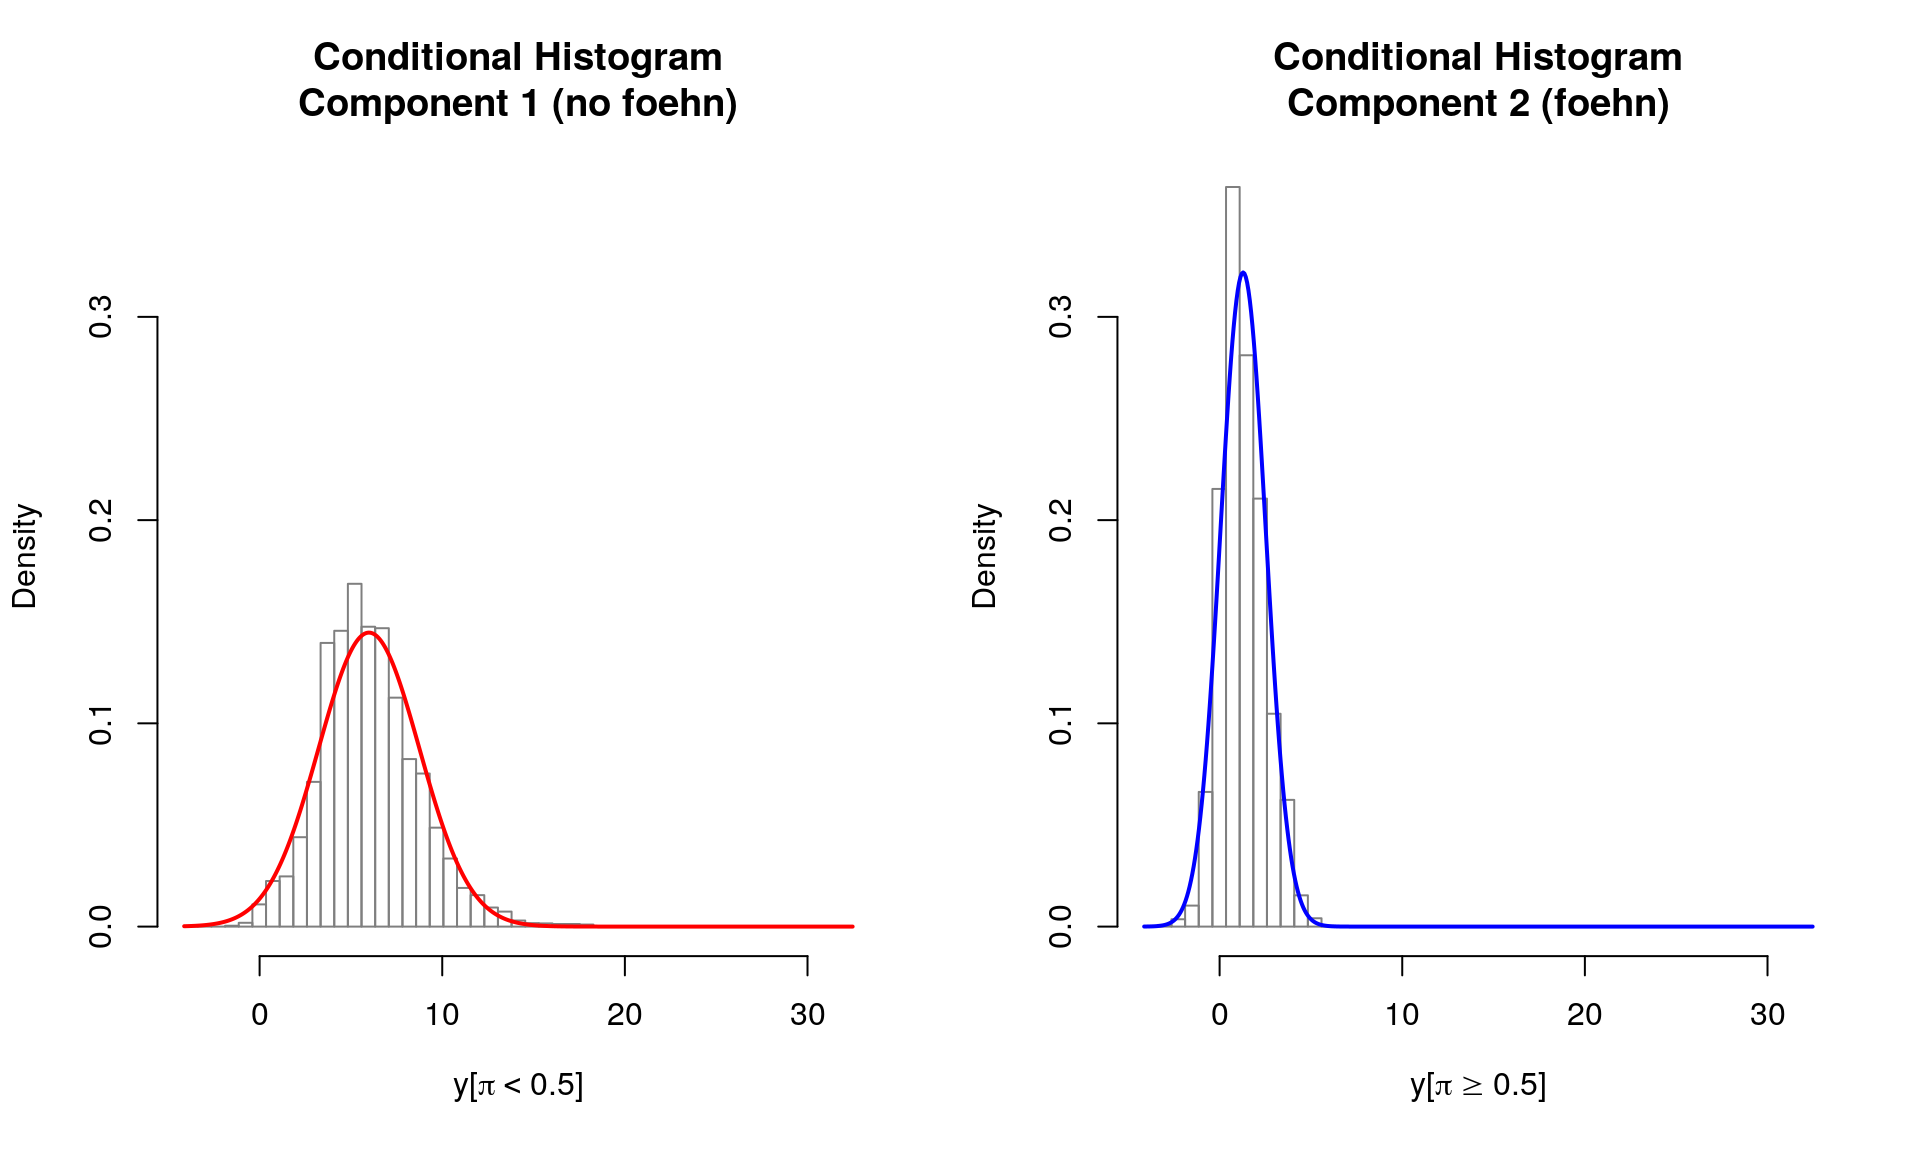 Conditional Histogram
Component 1 (no foehn)
Density
0.0
0.1
0.2
0.3
0 10 20 30
y[π < 0.5]
Conditional Histogram
Component 2 (foehn)
Density
0.0
0.1
0.2
0.3
0 10 20 30
y[π ≥ 0.5]